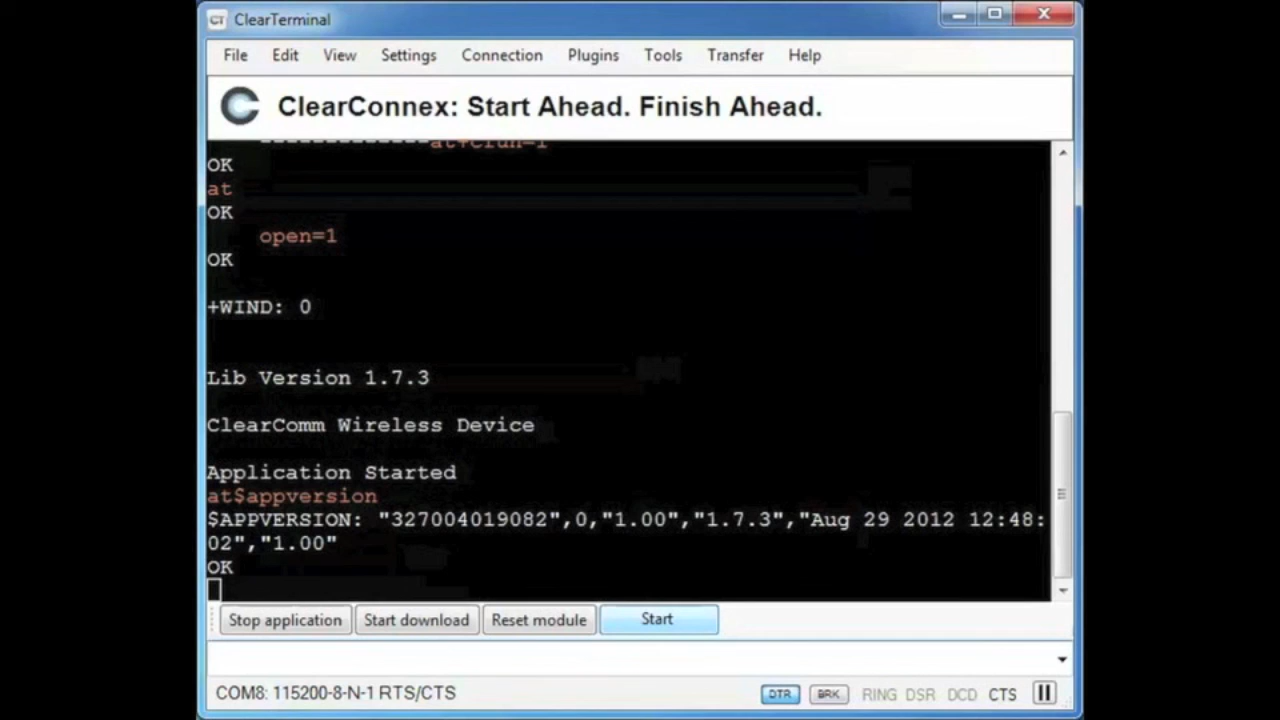 CT ClearTerminal
File Edit View Settings Connection Plugins Tools Transfer Help
ClearConnex: Start Ahead. Finish Ahead.
OK
at
OK
open=1
OK
+WIND: 0
Lib Version 1.7.3
ClearComm Wireless Device
Application Started
at$appversion
$APPVERSION: "327004019082",0,"1.00","1.7.3","Aug 29 2012 12:48:
02","1.00"
OK
Stop application Start download Reset module Start
COM8: 115200-8-N-1 RTS/CTS DTR BRK RING DSR DCD CTS